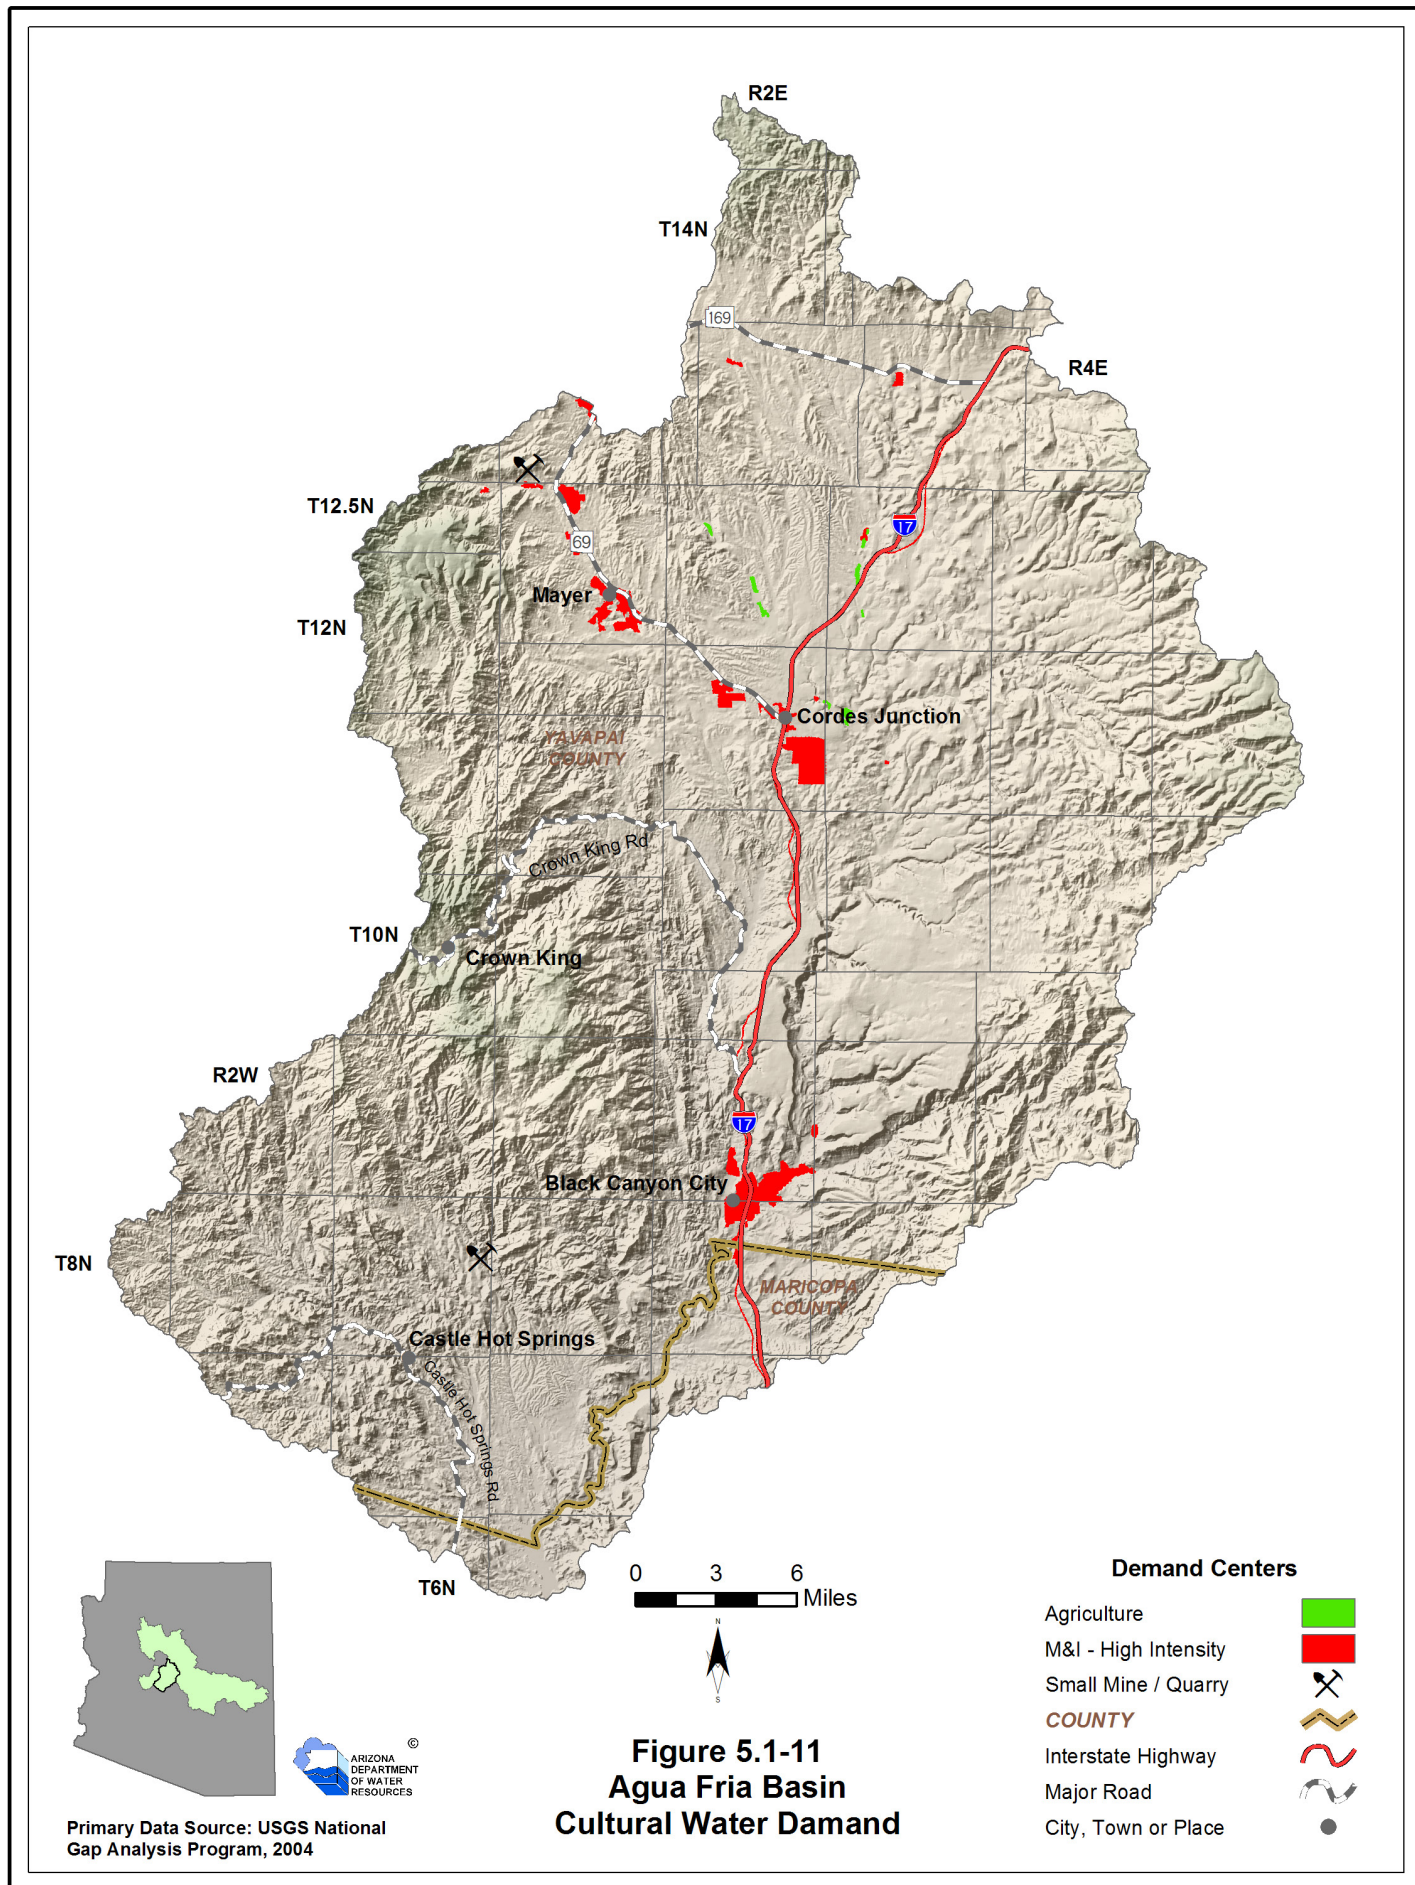 R2E
T14N
169
R4E
T12.5N
17
69
Mayer
T12N
Cordes Junction
YAVAPAI
COUNTY
Crown King Rd
T10N
Crown King
R2W
17
Black Canyon City
T8N
MARICOPA
COUNTY
Castle Hot Springs
Castle Hot Springs Rd
T6N
0 3 6
Miles
N
S
Demand Centers
Agriculture
M&I - High Intensity
Small Mine / Quarry
COUNTY
Interstate Highway
Major Road
City, Town or Place
©
ARIZONA
DEPARTMENT
OF WATER
RESOURCES
Figure 5.1-11
Agua Fria Basin
Cultural Water Damand
Primary Data Source: USGS National
Gap Analysis Program, 2004